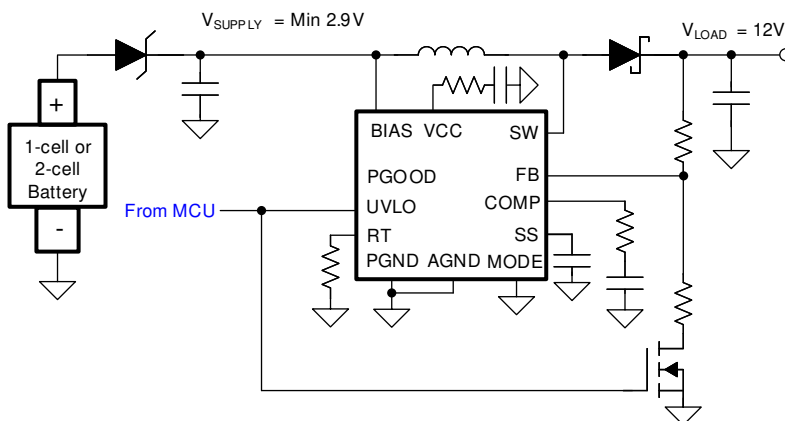 V_SUPPLY = Min 2.9V
V_LOAD = 12V
+
1-cell or
2-cell
Battery
-
BIAS VCC SW
PGOOD FB
From MCU
UVLO COMP
RT SS
PGND AGND MODE